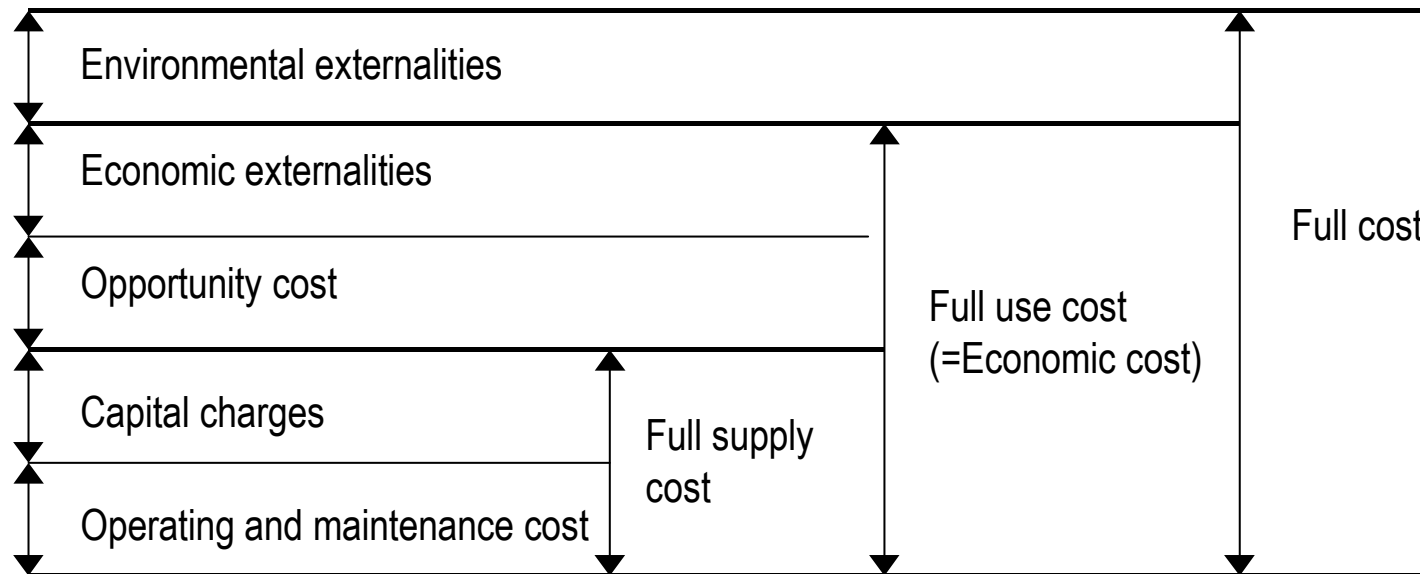 Environmental externalities
Economic externalities
Full cost
Opportunity cost
Full use cost
(=Economic cost)
Capital charges
Full supply
cost
Operating and maintenance cost